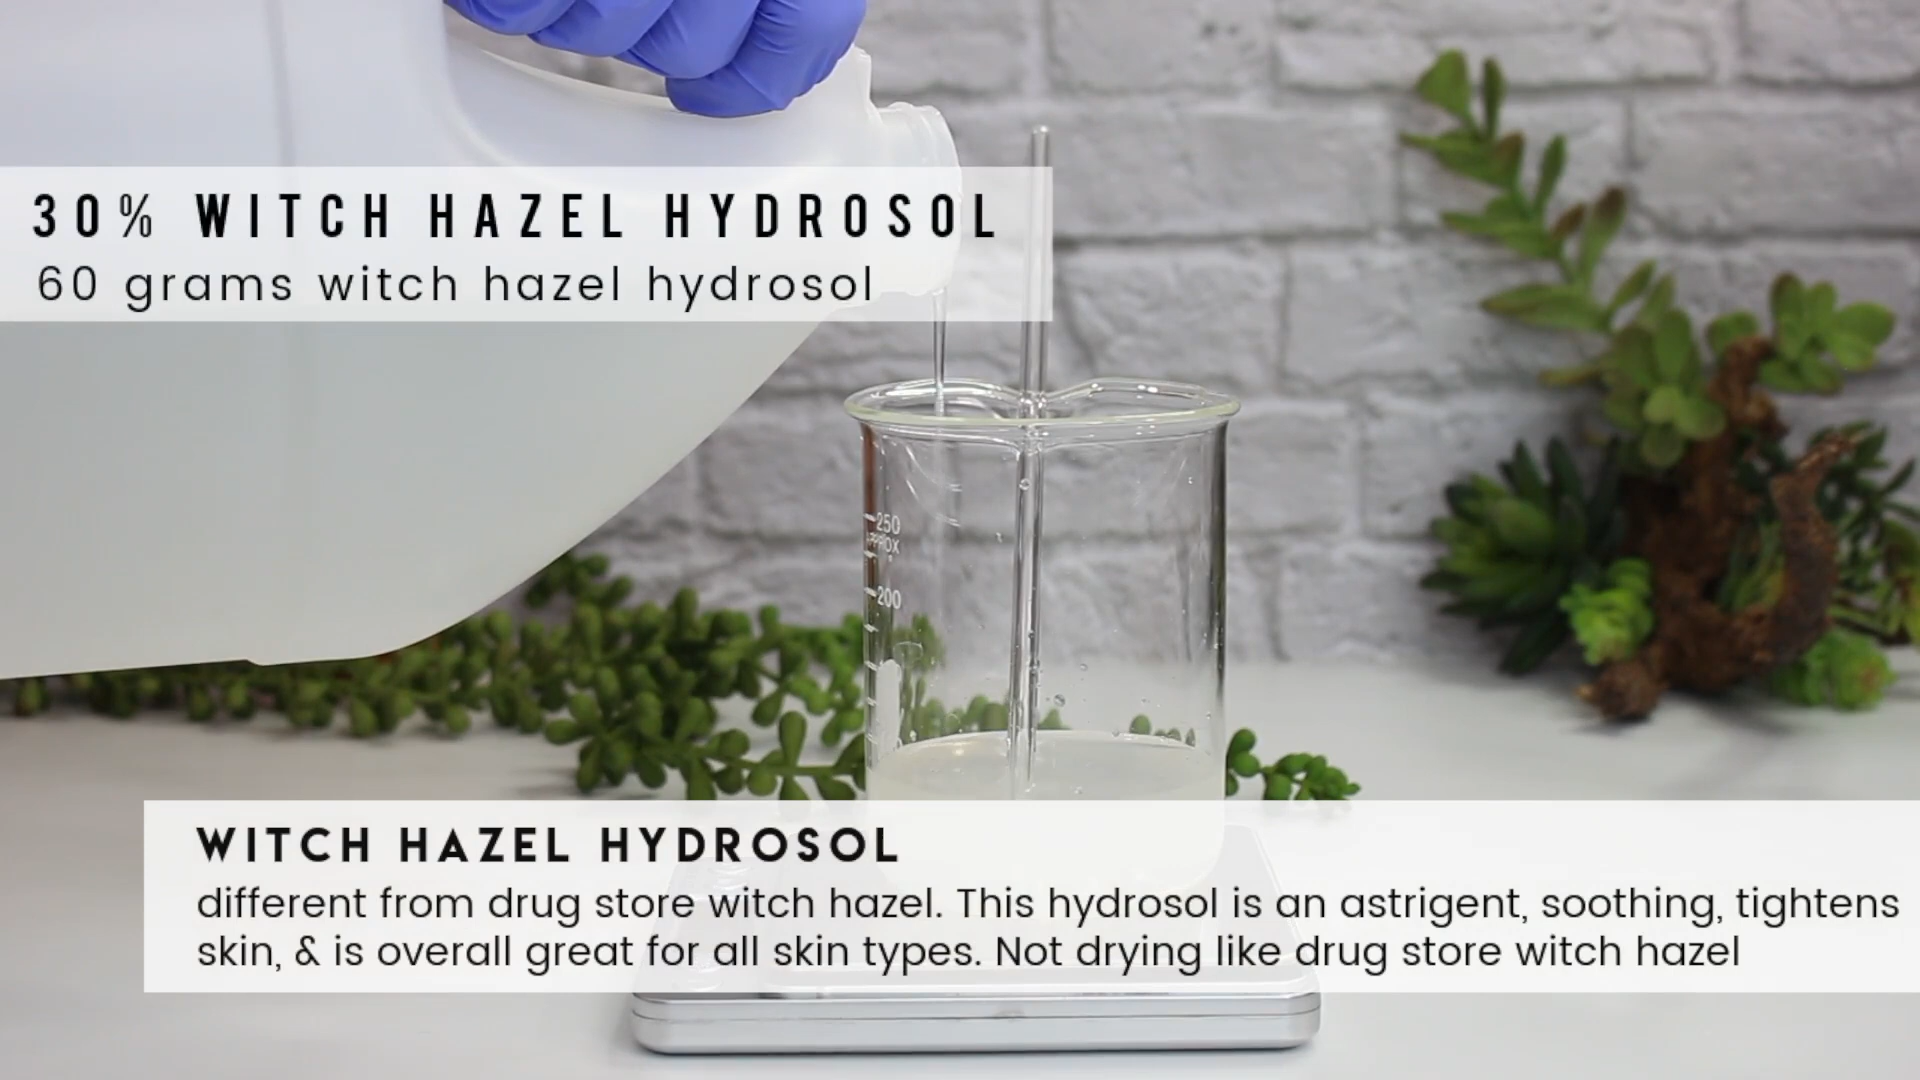 30% WITCH HAZEL HYDROSOL
60 grams witch hazel hydrosol
250
APPROX
200
WITCH HAZEL HYDROSOL
different from drug store witch hazel. This hydrosol is an astrigent, soothing, tightens
skin, & is overall great for all skin types. Not drying like drug store witch hazel